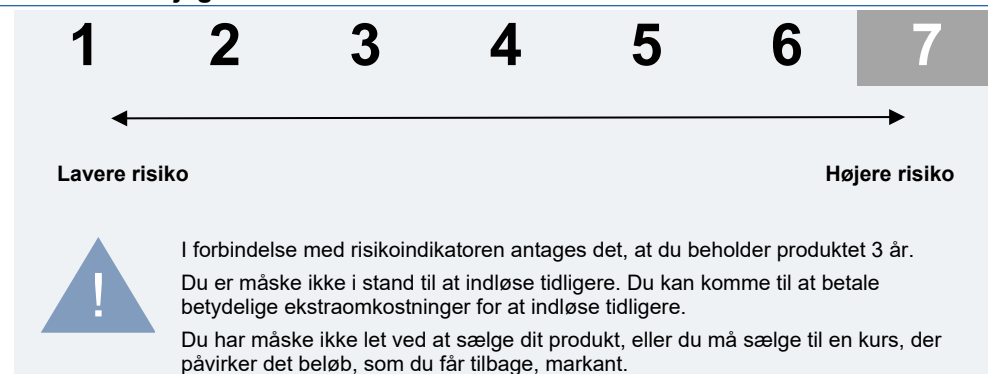 1 2 3 4 5 6 7
Lavere risiko Højere risiko
!
I forbindelse med risikoindikatoren antages det, at du beholder produktet 3 år.
Du er måske ikke i stand til at indløse tidligere. Du kan komme til at betale
betydelige ekstraomkostninger for at indløse tidligere.
Du har måske ikke let ved at sælge dit produkt, eller du må sælge til en kurs, der
påvirker det beløb, som du får tilbage, markant.